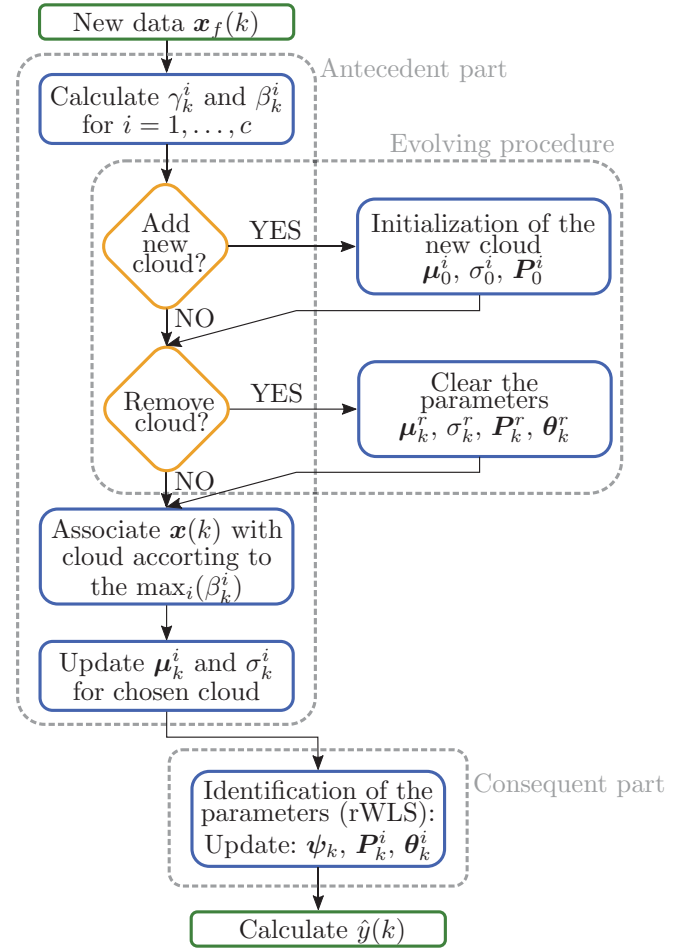 New data 𝒙_f(k)
Antecedent part
Calculate γ_k^i and β_k^i
for i = 1, . . . , c
Evolving procedure
Add
new
cloud?
YES
Initialization of the
new cloud
𝝁_0^i, σ_0^i, 𝑷_0^i
NO
Remove
cloud?
YES
Clear the
parameters
𝝁_k^r, σ_k^r, 𝑷_k^r, 𝜽_k^r
NO
Associate 𝒙(k) with
cloud accorting to
the max_i(β_k^i)
Update 𝝁_k^i and σ_k^i
for chosen cloud
Consequent part
Identification of the
parameters (rWLS):
Update: 𝝍_k, 𝑷_k^i, 𝜽_k^i
Calculate ŷ(k)